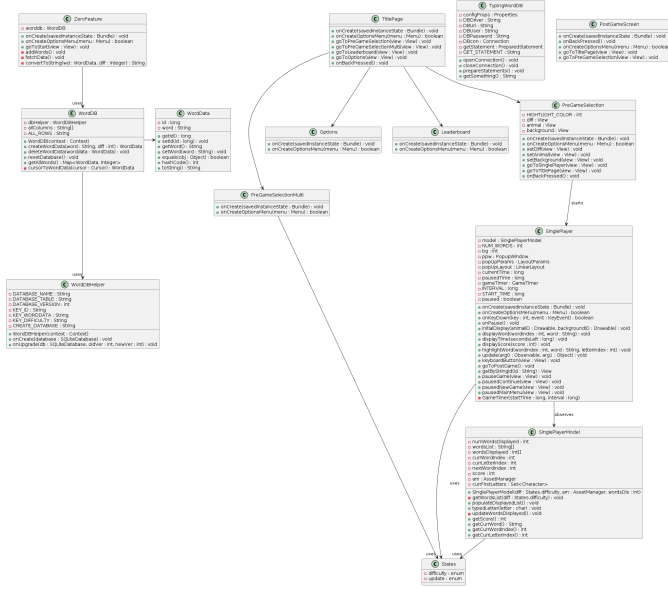 ZeroFeature
worddb : WordDB
onCreate(savedInstanceState : Bundle) : void
onCreateOptionsMenu(menu : Menu) : boolean
goToStart(view : View) : void
addWords() : void
fetchData() : void
convertToString(wd : WordData, diff : Integer) : String
TitlePage
onCreate(savedInstanceState : Bundle) : void
onCreateOptionsMenu(menu : Menu) : boolean
goToPreGameSelection(view : View) : void
goToPreGameSelectionMulti(view : View) : void
goToLeaderboard(view : View) : void
goToOptions(view : View) : void
onBackPressed() : void
TypingWordDB
configProps : Properties
DBDriver : String
DBUrl : String
DBUser : String
DBPassword : String
DBcon : Connection
getStatement : PreparedStatement
GET_STATEMENT : String
openConnection() : void
closeConnection() : void
prepareStatements() : void
getSomething() : String
PostGameScreen
onCreate(savedInstanceState : Bundle) : void
onBackPressed() : void
onCreateOptionsMenu(menu : Menu) : boolean
goToTitlePage(view : View) : void
goToPreGameSelection(view : View) : void
uses
WordDB
dbHelper : WordDBHelper
allColumns : String[]
ALL_ROWS : String
WordDB(context : Context)
createWordData(word : String, diff : int) : WordData
deleteWordData(word : WordData) : void
resetDatabase() : void
getAllWords() : Map<WordData, Integer>
cursorToWordData(cursor : Cursor) : WordData
WordData
id : long
word : String
getId() : long
setId(id : long) : void
getWord() : String
setWord(word : String) : void
equals(obj : Object) : boolean
hashCode() : int
toString() : String
Options
onCreate(savedInstanceState : Bundle) : void
onCreateOptionsMenu(menu : Menu) : boolean
Leaderboard
onCreate(savedInstanceState : Bundle) : void
onCreateOptionsMenu(menu : Menu) : boolean
PreGameSelection
HIGHTLIGHT_COLOR : int
diff : View
animal : View
background : View
onCreate(savedInstanceState : Bundle) : void
onCreateOptionsMenu(menu : Menu) : boolean
setDiff(view : View) : void
setAnimal(view : View) : void
setBackground(view : View) : void
goToSinglePlayer(view : View) : void
goToTitlePage(view : View) : void
onBackPressed() : void
PreGameSelectionMulti
onCreate(savedInstanceState : Bundle) : void
onCreateOptionsMenu(menu : Menu) : boolean
starts
uses
WordDBHelper
DATABASE_NAME : String
DATABASE_TABLE : String
DATABASE_VERSION : int
KEY_ID : String
KEY_WORDDATA : String
KEY_DIFFICULTY : String
CREATE_DATABASE : String
WordDBHelper(context : Context)
onCreate(database : SQLiteDatabase) : void
onUpgrade(db : SQLiteDatabase, oldVer : int, newVer : int) : void
SinglePlayer
model : SinglePlayerModel
NUM_WORDS : int
bg : int
ppw : PopupWindow
popUpParams : LayoutParams
popUpLayout : LinearLayout
currentTime : long
pausedTime : long
gameTimer : GameTimer
INTERVAL : long
START_TIME : long
paused : boolean
onCreate(savedInstanceState : Bundle) : void
onCreateOptionsMenu(menu : Menu) : boolean
onKeyDown(key : int, event : KeyEvent) : boolean
onPause() : void
initialDisplay(animalID : Drawable, backgroundID : Drawable) : void
displayWord(wordIndex : int, word : String) : void
displayTime(secondsLeft : long) : void
displayScore(score : int) : void
highlightWord(wordIndex : int, word : String, letterIndex : int) : void
update(arg0 : Observable, arg1 : Object) : void
keyboardButton(view : View) : void
goToPostGame() : void
getByStringId(id : String) : View
pauseGame(view : View) : void
pausedContinue(view : View) : void
pausedNewGame(view : View) : void
pausedMainMenu(view : View) : void
GameTimer(startTime : long, interval : long)
observes
SinglePlayerModel
numWordsDisplayed : int
wordsList : String[]
wordsDisplayed : int[]
currWordIndex : int
currLetterIndex : int
nextWordIndex : int
score : int
am : AssetManager
currFirstLetters : Set<Character>
SinglePlayerModel(diff : States.difficulty, am : AssetManager, wordsDis : int)
getWordsList(diff : States.difficulty) : void
populateDisplayedList() : void
typedLetter(letter : char) : void
updateWordsDisplayed() : void
getScore() : int
getCurrWord() : String
getCurrWordIndex() : int
getCurrLetterIndex() : int
uses
uses
uses
States
difficulty : enum
update : enum